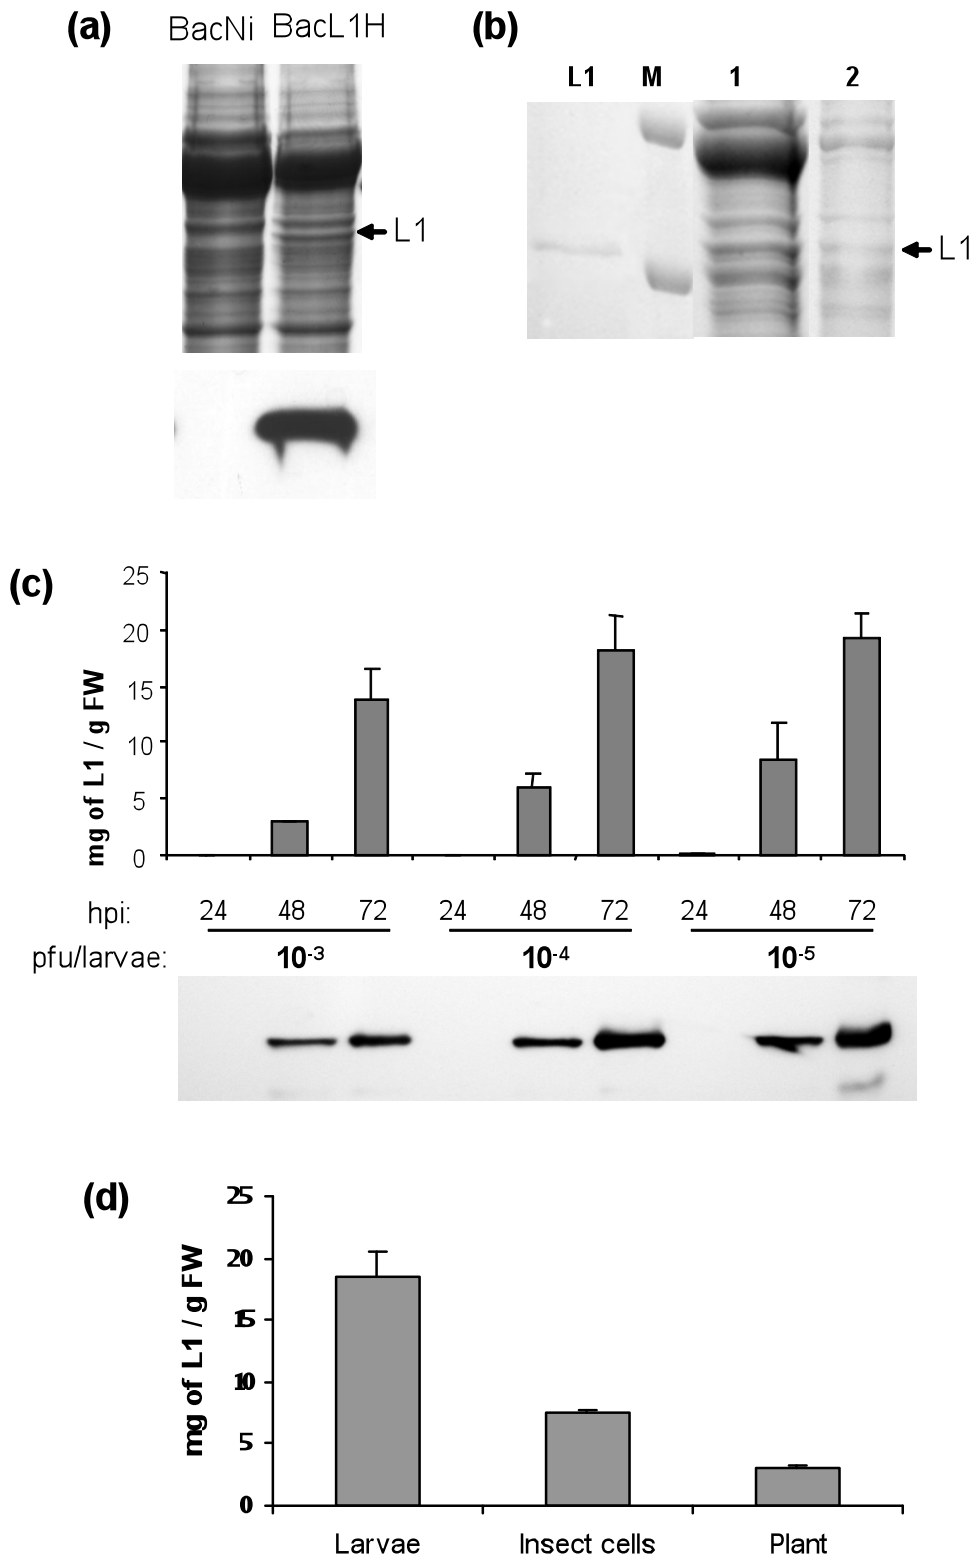 (a) BacNi BacL1H
L1
(b)
L1 M 1 2
L1
(c)
25
20
15
10
5
0
mg of L1 / g FW
hpi: 24 48 72 24 48 72 24 48 72
pfu/larvae: 10-3 10-4 10-5
(d)
25
20
15
10
5
0
mg of L1 / g FW
Larvae Insect cells Plant